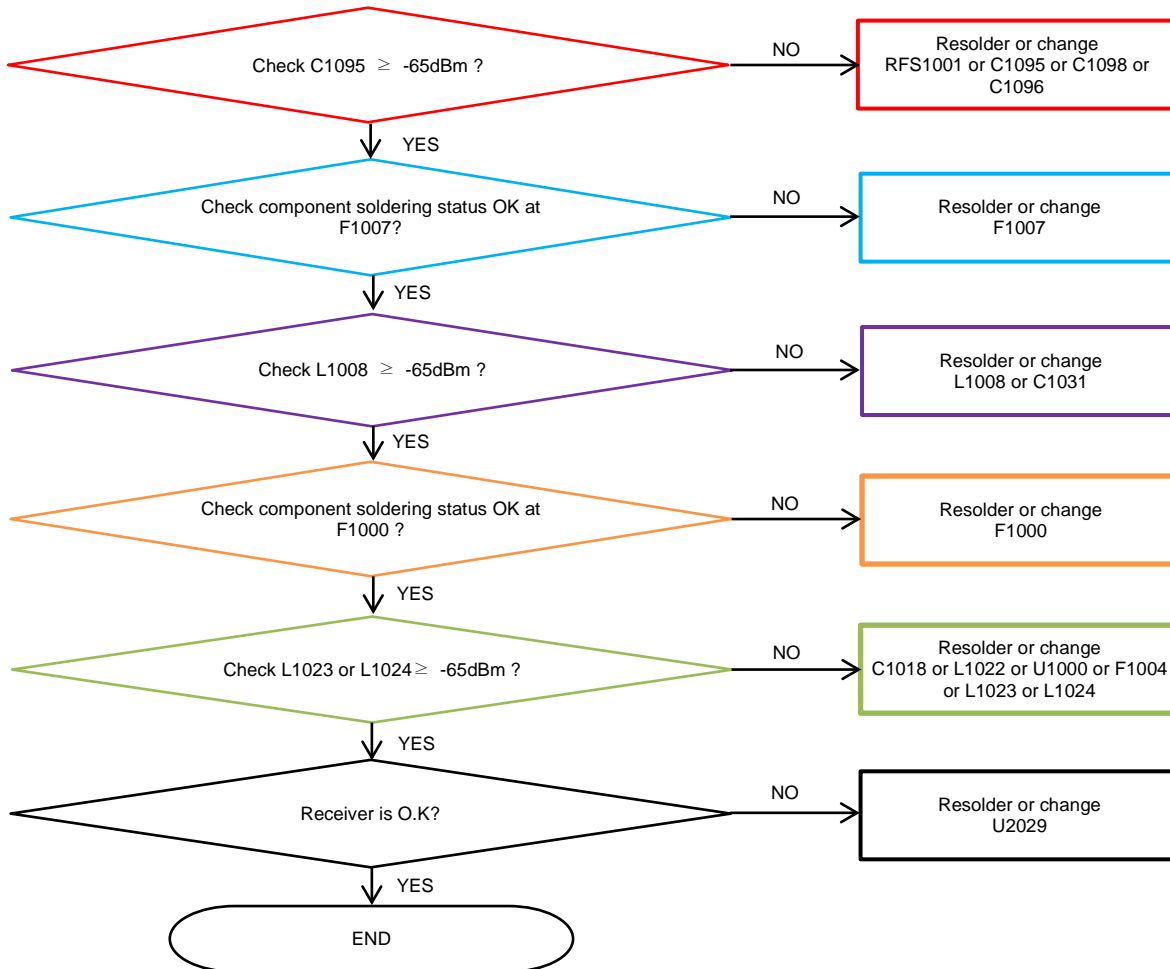 Check C1095 ≥ -65dBm ?
NO
Resolder or change
RFS1001 or C1095 or C1098 or
C1096
YES
Check component soldering status OK at
F1007?
NO
Resolder or change
F1007
YES
Check L1008 ≥ -65dBm ?
NO
Resolder or change
L1008 or C1031
YES
Check component soldering status OK at
F1000 ?
NO
Resolder or change
F1000
YES
Check L1023 or L1024≥ -65dBm ?
NO
Resolder or change
C1018 or L1022 or U1000 or F1004
or L1023 or L1024
YES
Receiver is O.K?
NO
Resolder or change
U2029
YES
END